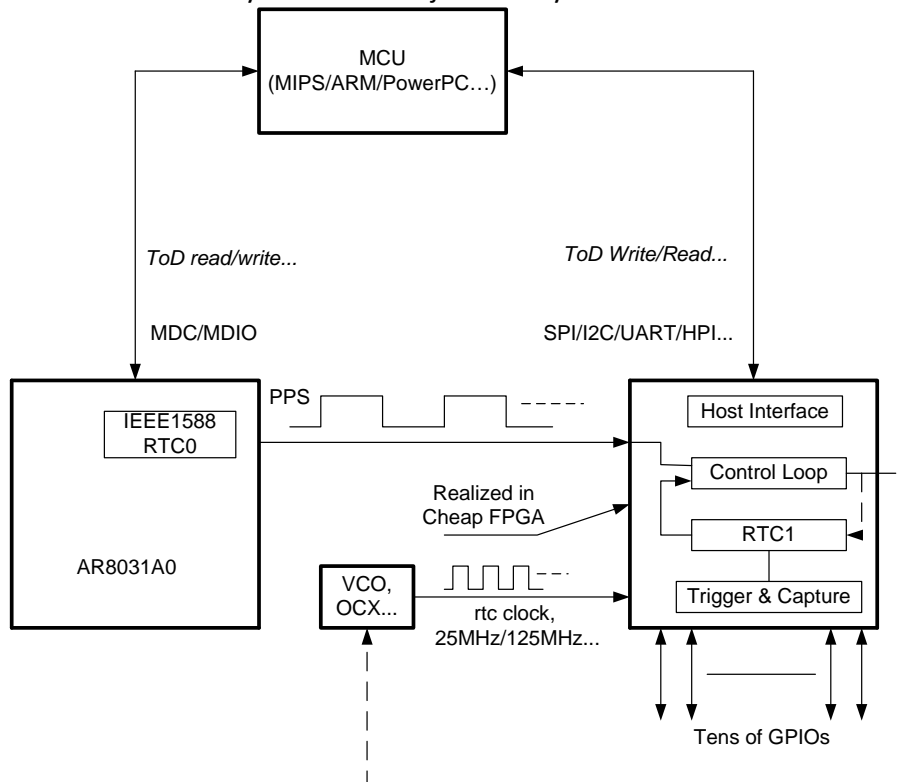 MCU
(MIPS/ARM/PowerPC…)
ToD read/write...
ToD Write/Read...
MDC/MDIO
SPI/I2C/UART/HPI...
PPS
IEEE1588
RTC0
Host Interface
Control Loop
Realized in
Cheap FPGA
RTC1
AR8031A0
VCO,
OCX...
Trigger & Capture
rtc clock,
25MHz/125MHz...
Tens of GPIOs